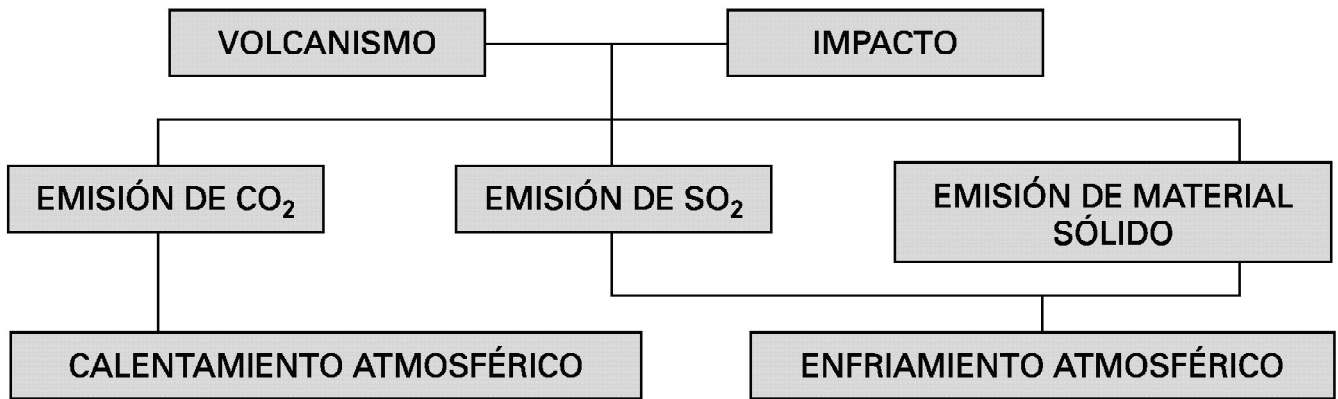 VOLCANISMO
IMPACTO
EMISIÓN DE CO₂
EMISIÓN DE SO₂
EMISIÓN DE MATERIAL
SÓLIDO
CALENTAMIENTO ATMOSFÉRICO
ENFRIAMIENTO ATMOSFÉRICO